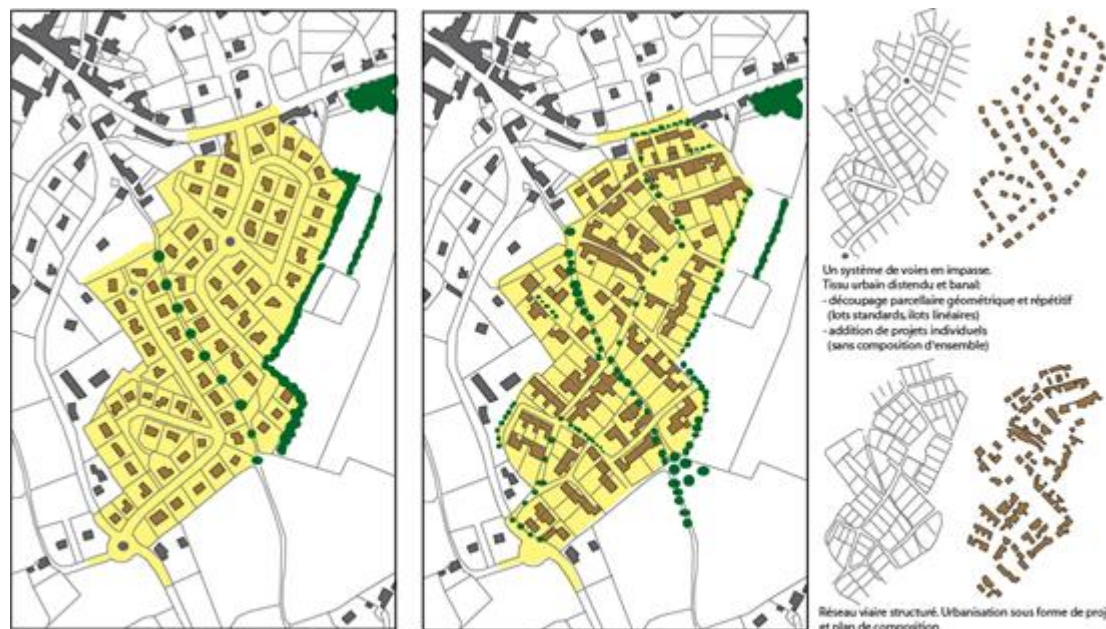 Un système de voies en impasse.
Tissu urbain distendu et banal:
- découpage parcellaire géométrique et répétitif
(lots standards, ilots linéaires)
- addition de projets individuels
(sans composition d'ensemble)
Réseau viaire structuré. Urbanisation sous forme de proj
et plan de composition